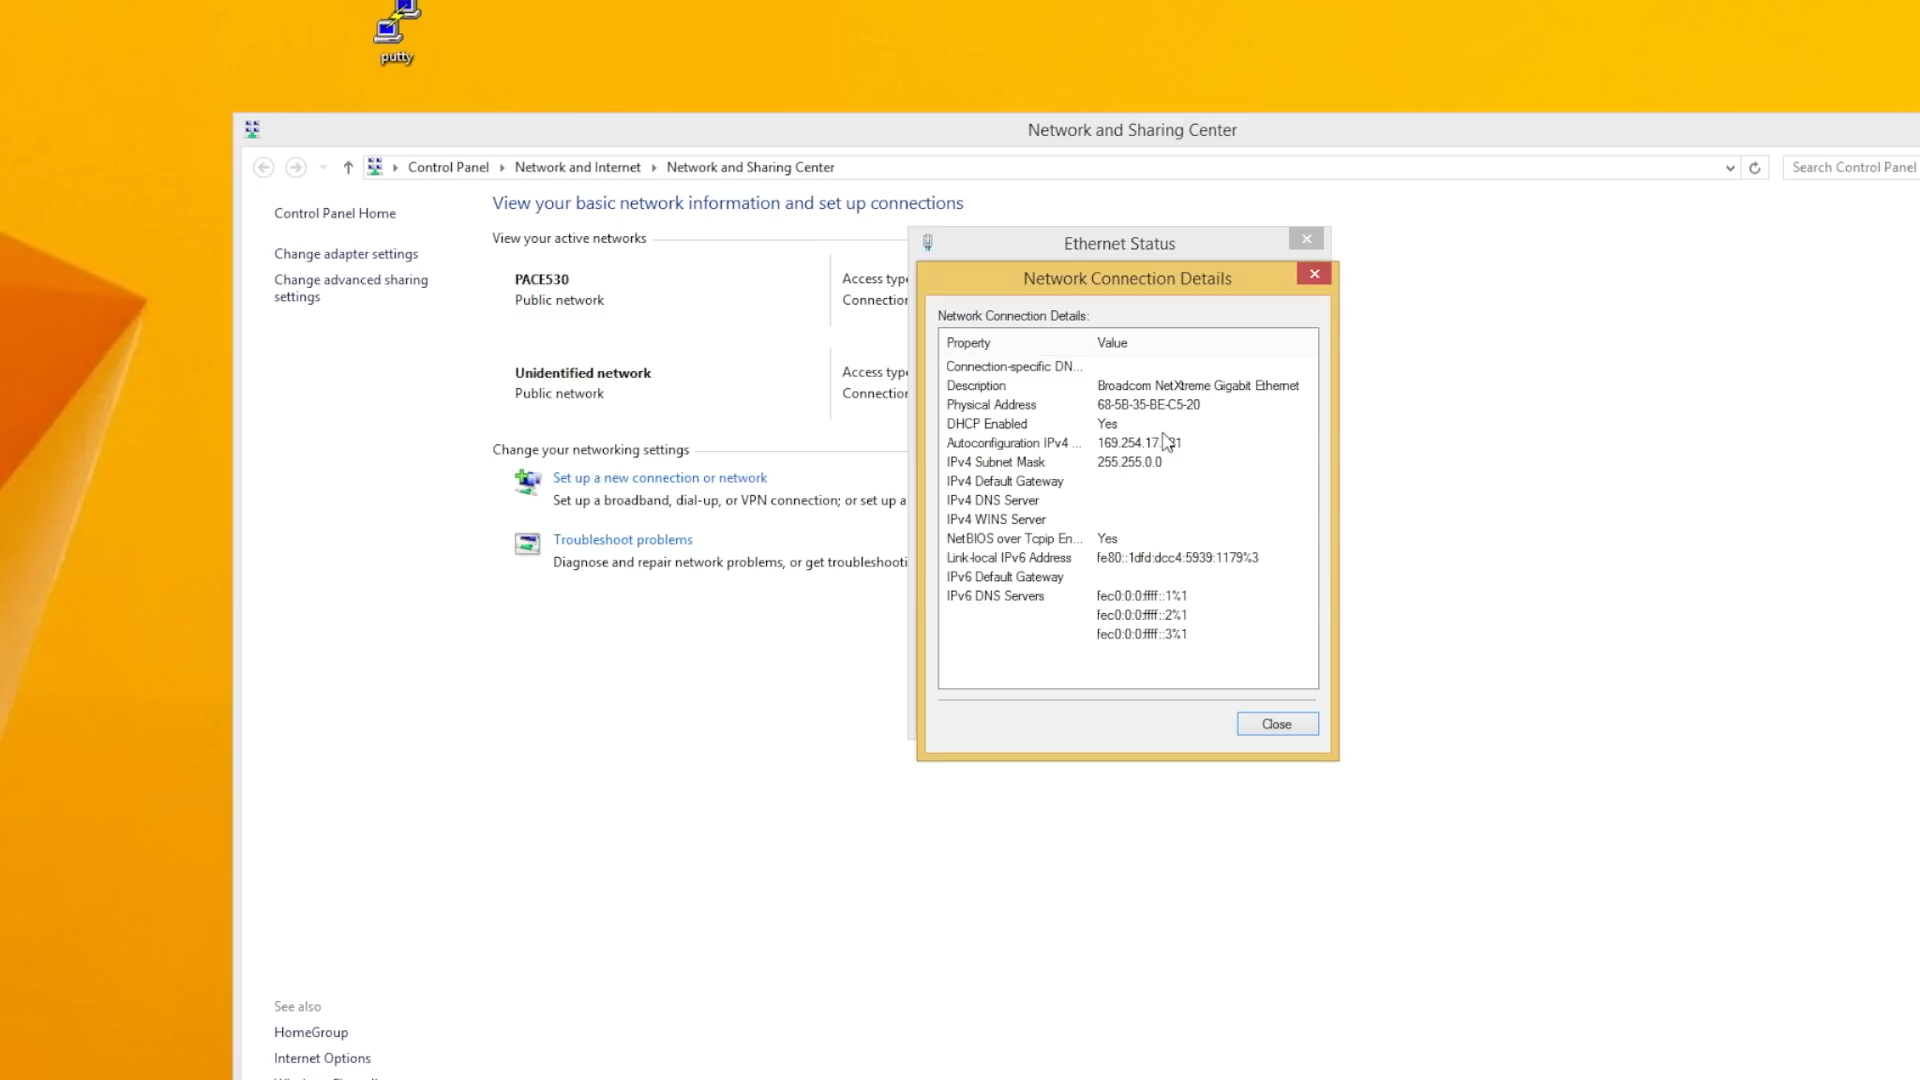 putty
Network and Sharing Center
Control Panel Network and Internet Network and Sharing Center
Search Control Panel
Control Panel Home
Change adapter settings
Change advanced sharing
settings
View your basic network information and set up connections
View your active networks
PACE530
Public network
Access type
Connection
Unidentified network
Public network
Access type
Connection
Change your networking settings
Set up a new connection or network
Set up a broadband, dial-up, or VPN connection; or set up a
Troubleshoot problems
Diagnose and repair network problems, or get troubleshooti
See also
HomeGroup
Internet Options
Ethernet Status
Network Connection Details
Network Connection Details:
Property Value
Connection-specific DN...
Description Broadcom NetXtreme Gigabit Ethernet
Physical Address 68-5B-35-BE-C5-20
DHCP Enabled Yes
Autoconfiguration IPv4 ...
IPv4 Subnet Mask 255.255.0.0
IPv4 Default Gateway
IPv4 DNS Server
IPv4 WINS Server
NetBIOS over Tcpip En... Yes
Link-local IPv6 Address fe80::1dfd:dcc4:5939:1179%3
IPv6 Default Gateway
IPv6 DNS Servers fec0:0:0:ffff::1%1
fec0:0:0:ffff::2%1
fec0:0:0:ffff::3%1
Close